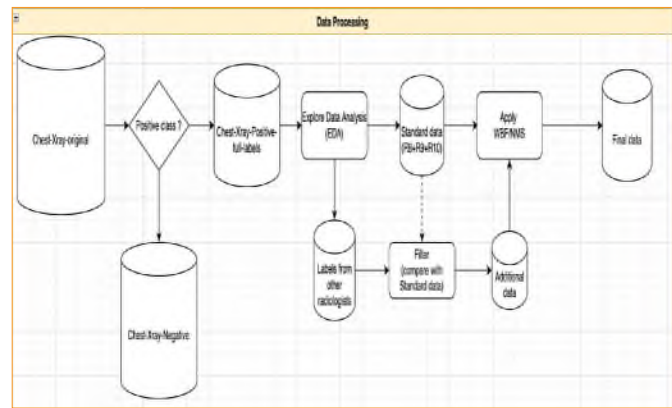 Data Processing
Chest-Xray-original
Positive class ?
Chest-Xray-Positive-
full-labels
Explore Data Analysis
(EDA)
Standard data
(R8+R9+R10)
Apply
WBF/NMS
Final data
Labels from
other
radiologists
Filter
(compare with
Standard data)
Additional
data
Chest-Xray-Negative